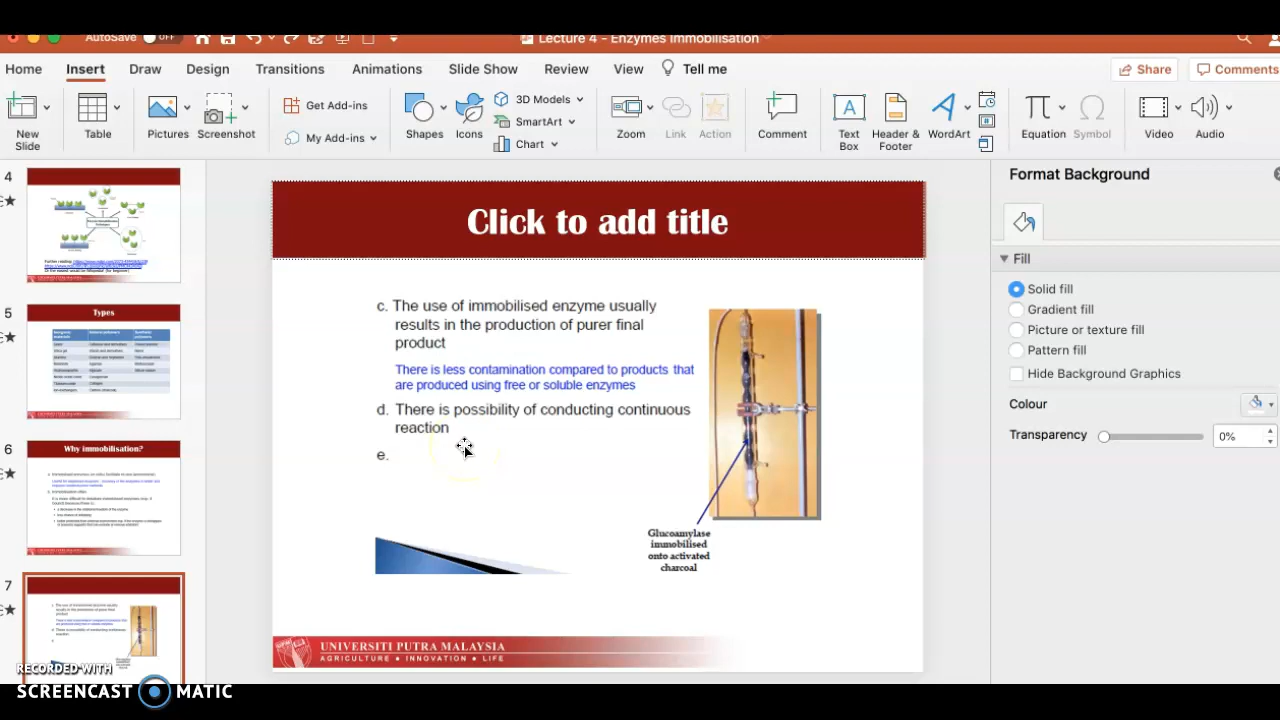 AutoSave OFF
Lecture 4 - Enzymes Immobilisation
Home Insert Draw Design Transitions Animations Slide Show Review View Tell me Share Comments
New Slide
Table
Pictures
Screenshot
Get Add-ins
My Add-ins
Shapes
Icons
3D Models
SmartArt
Chart
Zoom
Link
Action
Comment
Text Box
Header & Footer
WordArt
Equation
Symbol
Video
Audio
4
5
Types
6
Why immobilisation?
7
Click to add title
c. The use of immobilised enzyme usually
results in the production of purer final
product
There is less contamination compared to products that
are produced using free or soluble enzymes
d. There is possibility of conducting continuous
reaction
e.
Glucoamylase
immobilised
onto activated
charcoal
UNIVERSITI PUTRA MALAYSIA
AGRICULTURE • INNOVATION • LIFE
Format Background
Fill
Solid fill
Gradient fill
Picture or texture fill
Pattern fill
Hide Background Graphics
Colour
Transparency 0%
RECORDED WITH
SCREENCAST MATIC